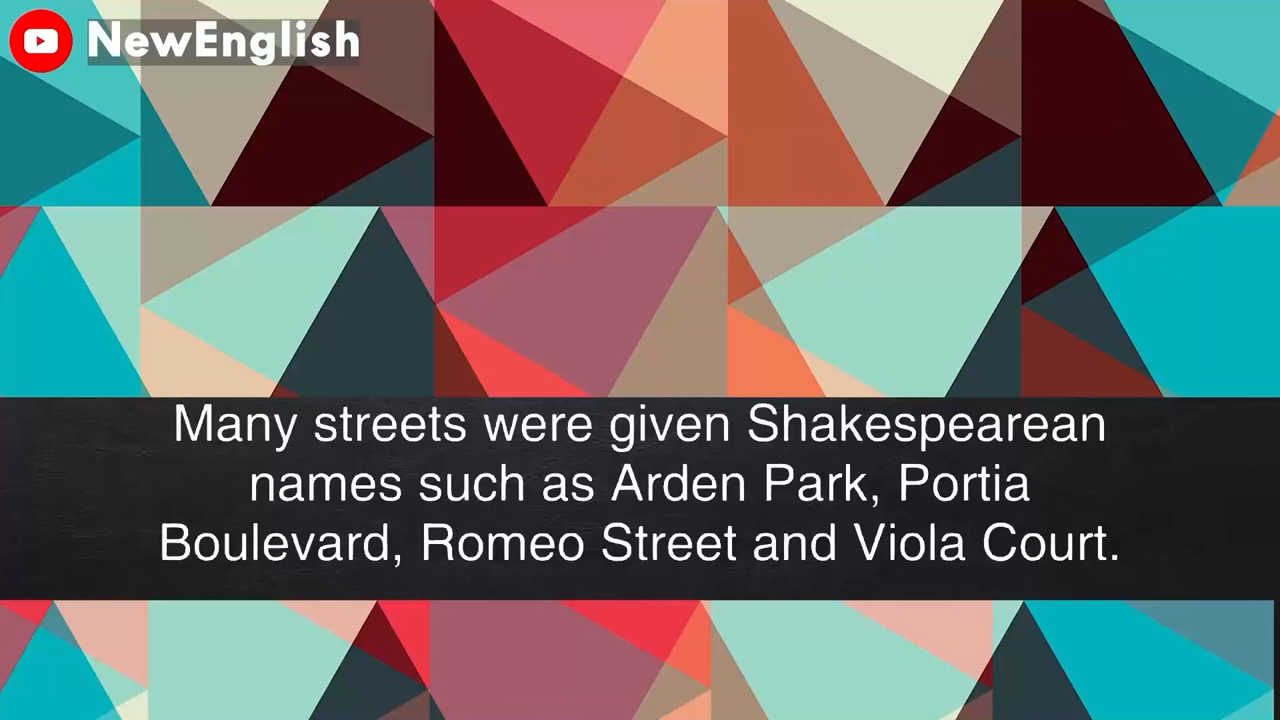 NewEnglish
Many streets were given Shakespearean
names such as Arden Park, Portia
Boulevard, Romeo Street and Viola Court.